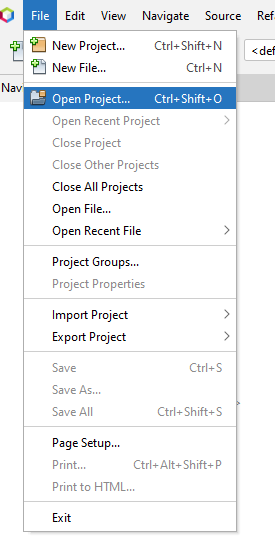 File Edit View Navigate Source Refa
New Project... Ctrl+Shift+N
New File... Ctrl+N
<def
Open Project... Ctrl+Shift+O
Navi
Open Recent Project
Close Project
Close Other Projects
Close All Projects
Open File...
Open Recent File
Project Groups...
Project Properties
Import Project
Export Project
Save Ctrl+S
Save As...
Save All Ctrl+Shift+S
Page Setup...
Print... Ctrl+Alt+Shift+P
Print to HTML...
Exit